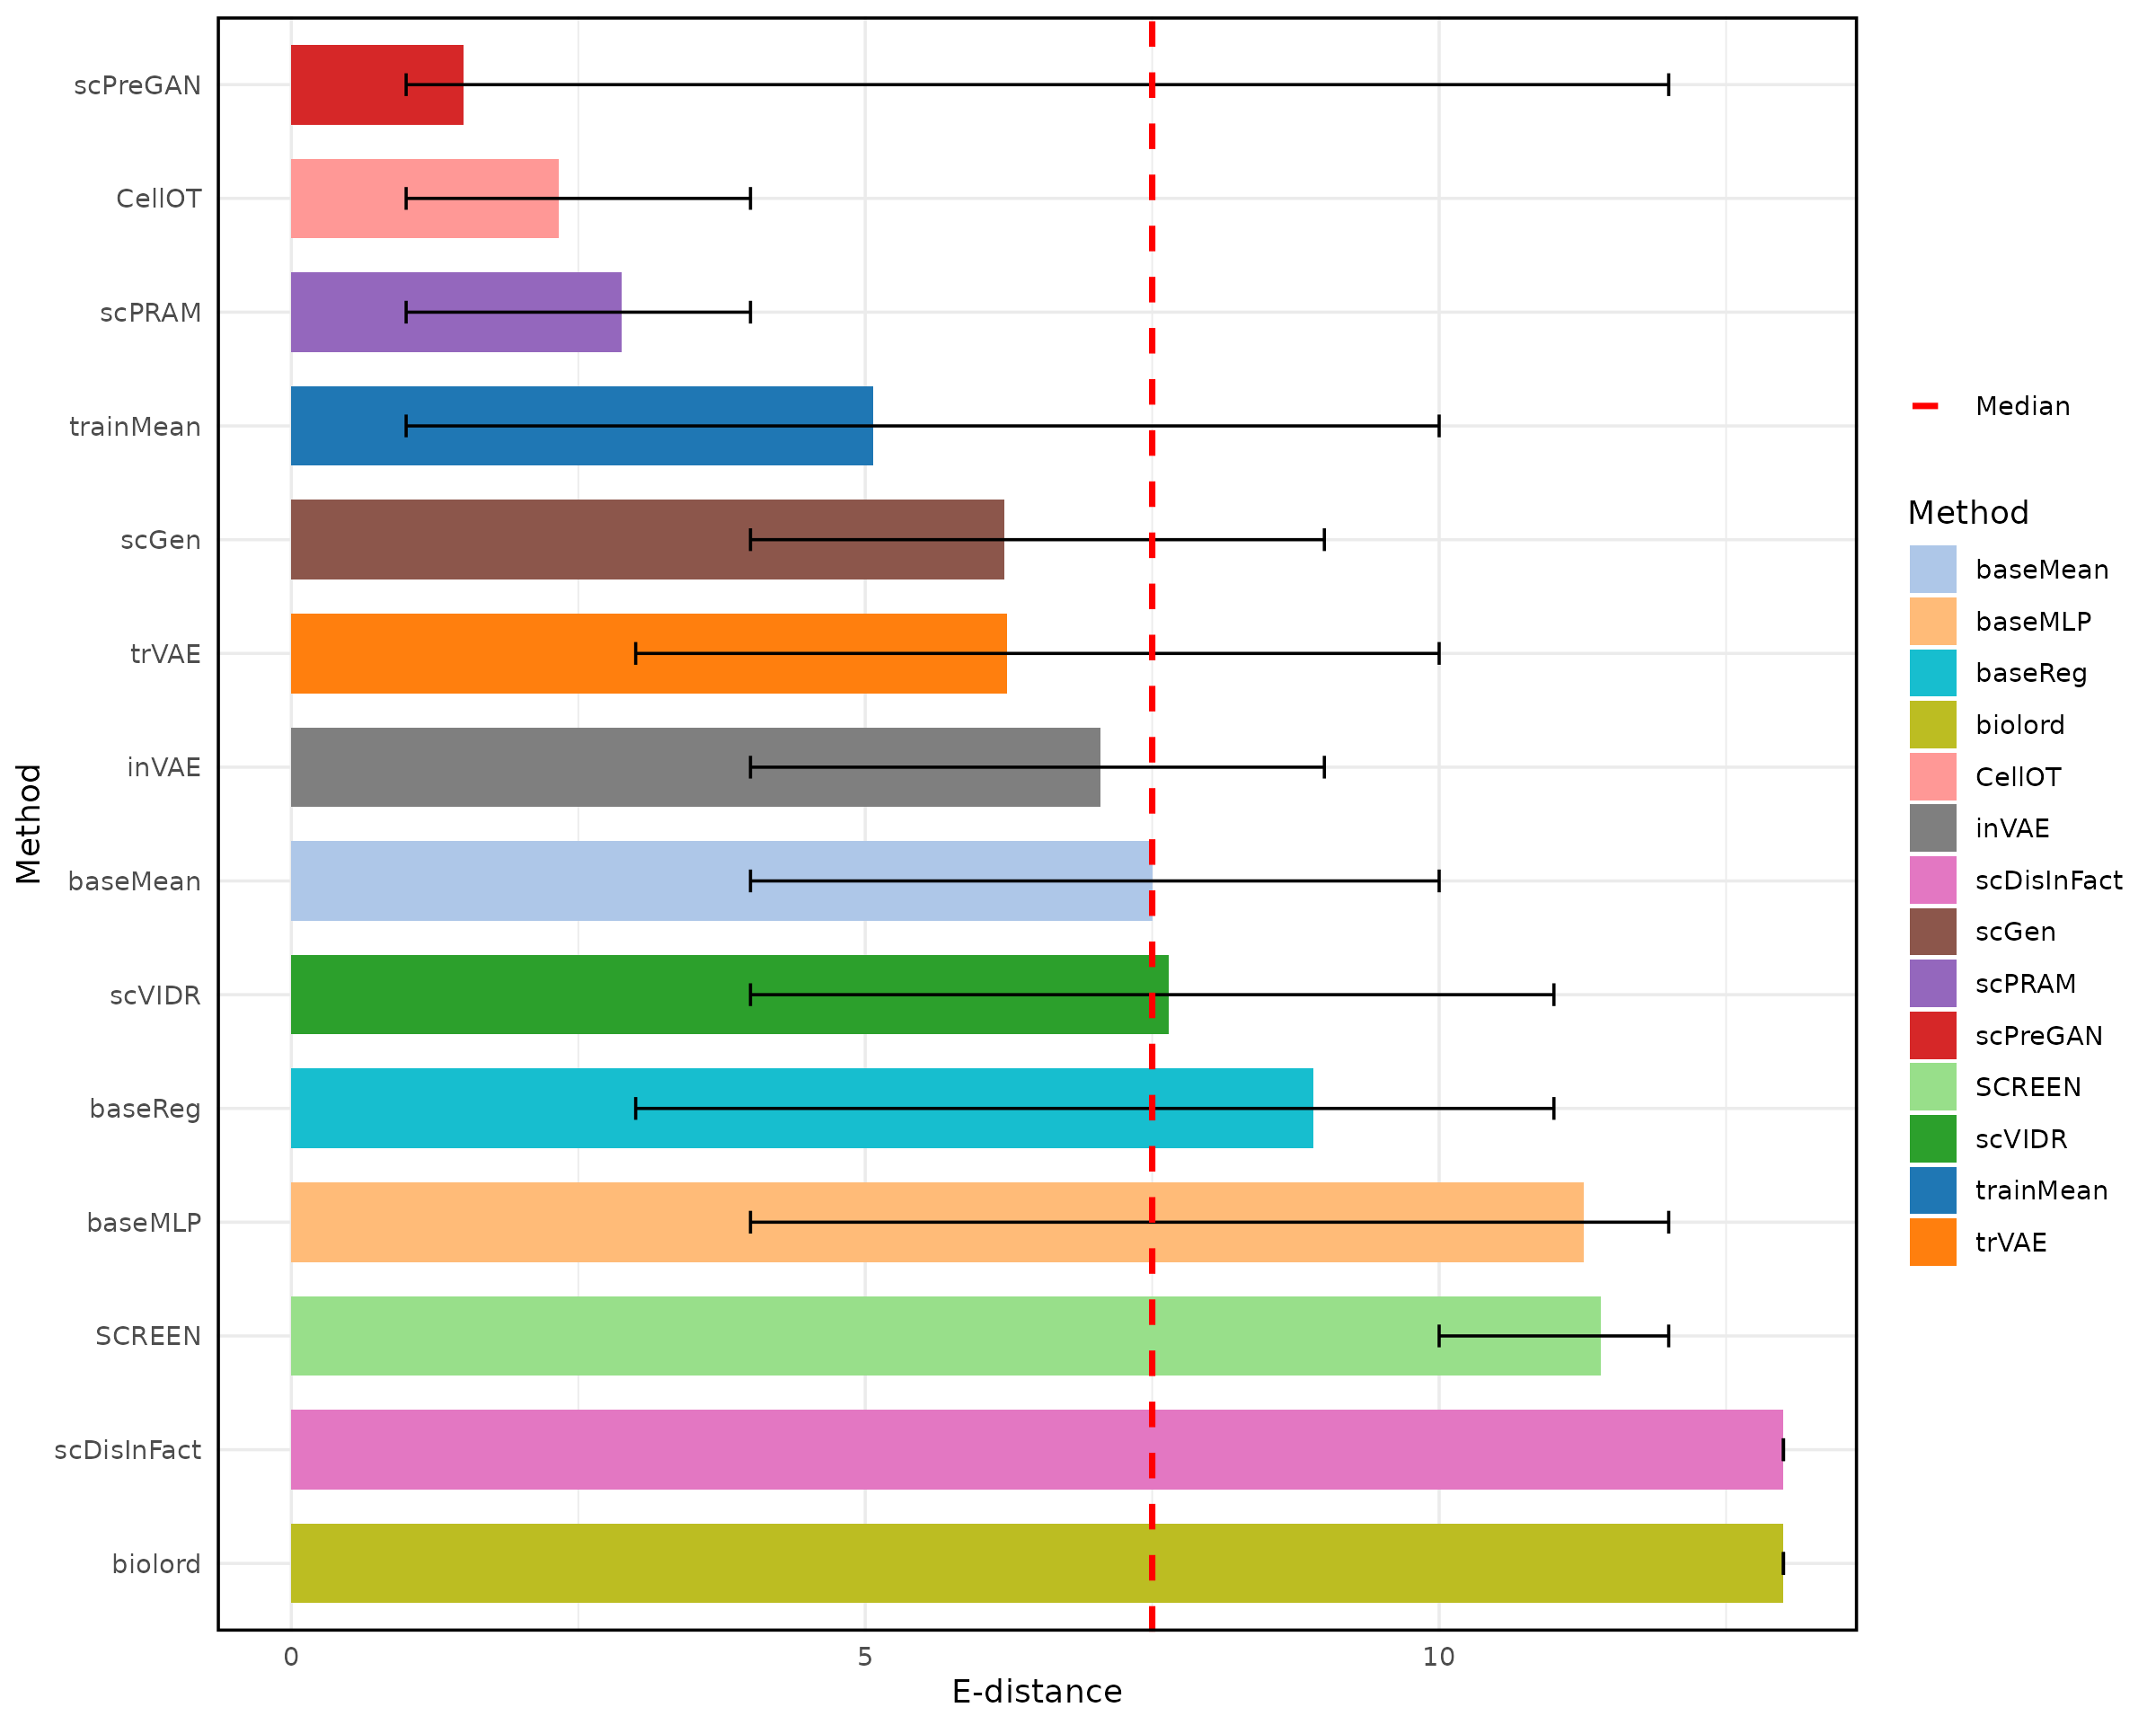 Method
scPreGAN
CellOT
scPRAM
trainMean
scGen
trVAE
inVAE
baseMean
scVIDR
baseReg
baseMLP
SCREEN
scDisInFact
biolord
0 5 10
E-distance
Median
Method
baseMean
baseMLP
baseReg
biolord
CellOT
inVAE
scDisInFact
scGen
scPRAM
scPreGAN
SCREEN
scVIDR
trainMean
trVAE